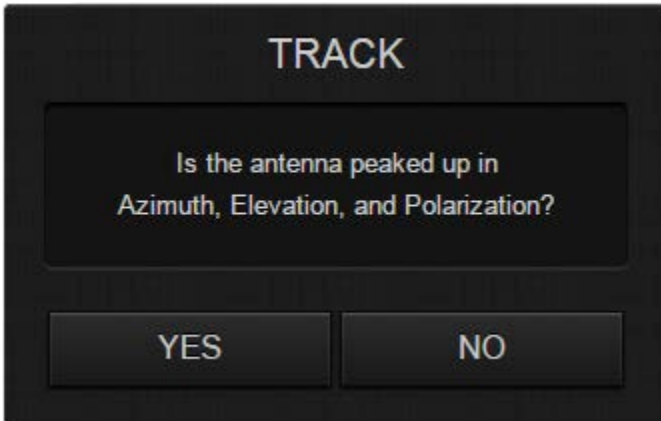 TRACK
Is the antenna peaked up in
Azimuth, Elevation, and Polarization?
YES
NO